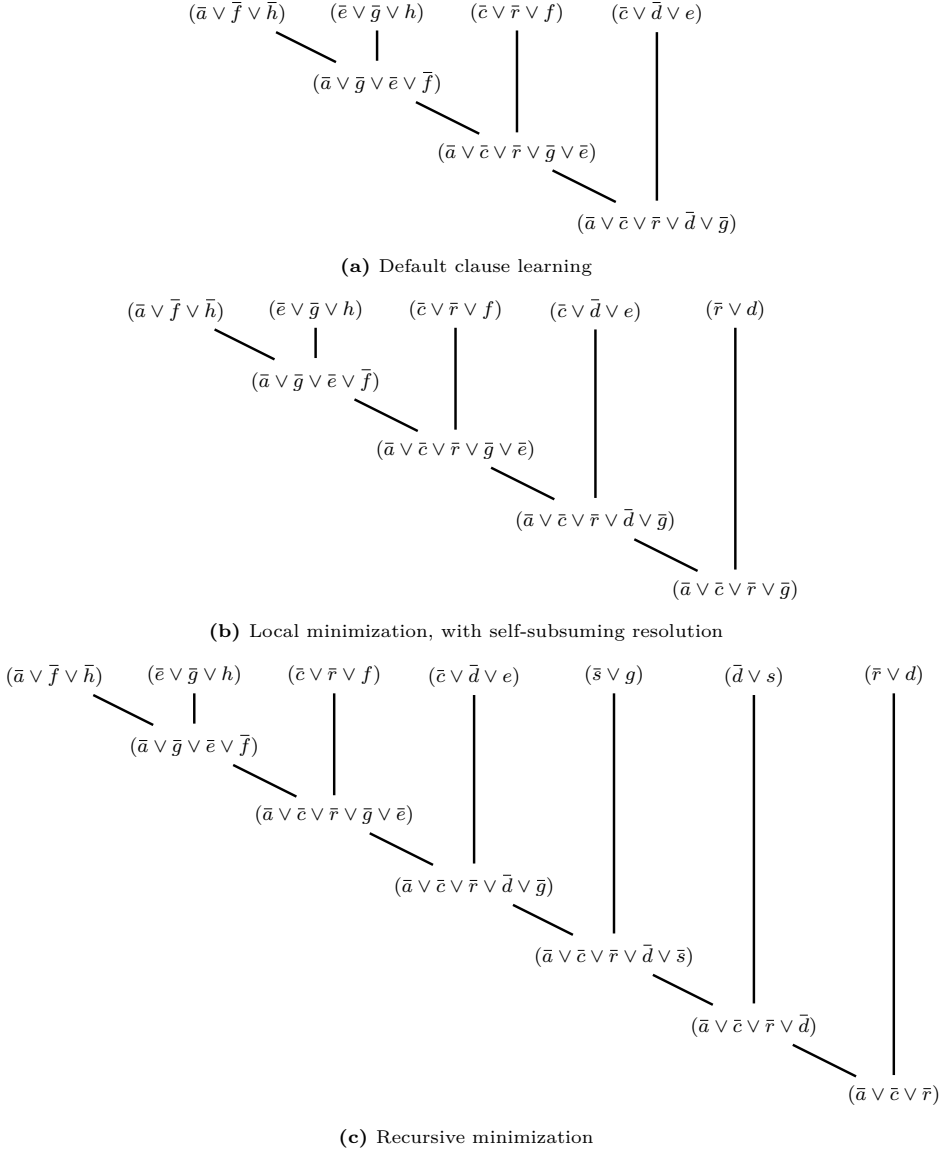 (ā ∨ f̄ ∨ h̄) (ē ∨ ḡ ∨ h) (c̄ ∨ r̄ ∨ f) (c̄ ∨ d̄ ∨ e)
(ā ∨ ḡ ∨ ē ∨ f̄)
(ā ∨ c̄ ∨ r̄ ∨ ḡ ∨ ē)
(ā ∨ c̄ ∨ r̄ ∨ d̄ ∨ ḡ)
(a) Default clause learning
(ā ∨ f̄ ∨ h̄) (ē ∨ ḡ ∨ h) (c̄ ∨ r̄ ∨ f) (c̄ ∨ d̄ ∨ e) (r̄ ∨ d)
(ā ∨ ḡ ∨ ē ∨ f̄)
(ā ∨ c̄ ∨ r̄ ∨ ḡ ∨ ē)
(ā ∨ c̄ ∨ r̄ ∨ d̄ ∨ ḡ)
(ā ∨ c̄ ∨ r̄ ∨ ḡ)
(b) Local minimization, with self-subsuming resolution
(ā ∨ f̄ ∨ h̄) (ē ∨ ḡ ∨ h) (c̄ ∨ r̄ ∨ f) (c̄ ∨ d̄ ∨ e) (s̄ ∨ g) (d̄ ∨ s) (r̄ ∨ d)
(ā ∨ ḡ ∨ ē ∨ f̄)
(ā ∨ c̄ ∨ r̄ ∨ ḡ ∨ ē)
(ā ∨ c̄ ∨ r̄ ∨ d̄ ∨ ḡ)
(ā ∨ c̄ ∨ r̄ ∨ d̄ ∨ s̄)
(ā ∨ c̄ ∨ r̄ ∨ d̄)
(ā ∨ c̄ ∨ r̄)
(c) Recursive minimization